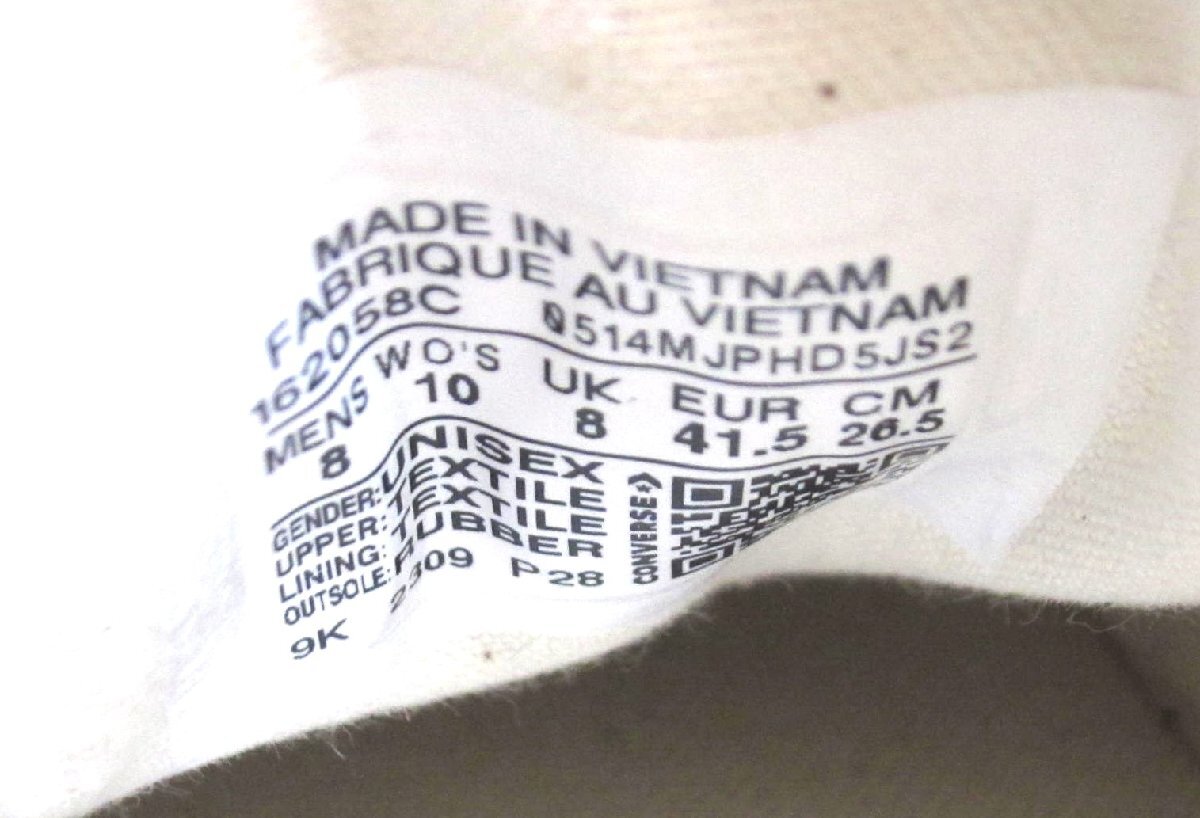 MADE IN VIETNAM
FABRIQUE AU VIETNAM
162058C 0514MJPHD5JS2
MENS WO'S UK EUR CM
8 10 8 41.5 26.5
GENDER: UNISEX
UPPER: TEXTILE
LINING: TEXTILE
OUTSOLE: RUBBER
9K 2309 P28
CONVERSE